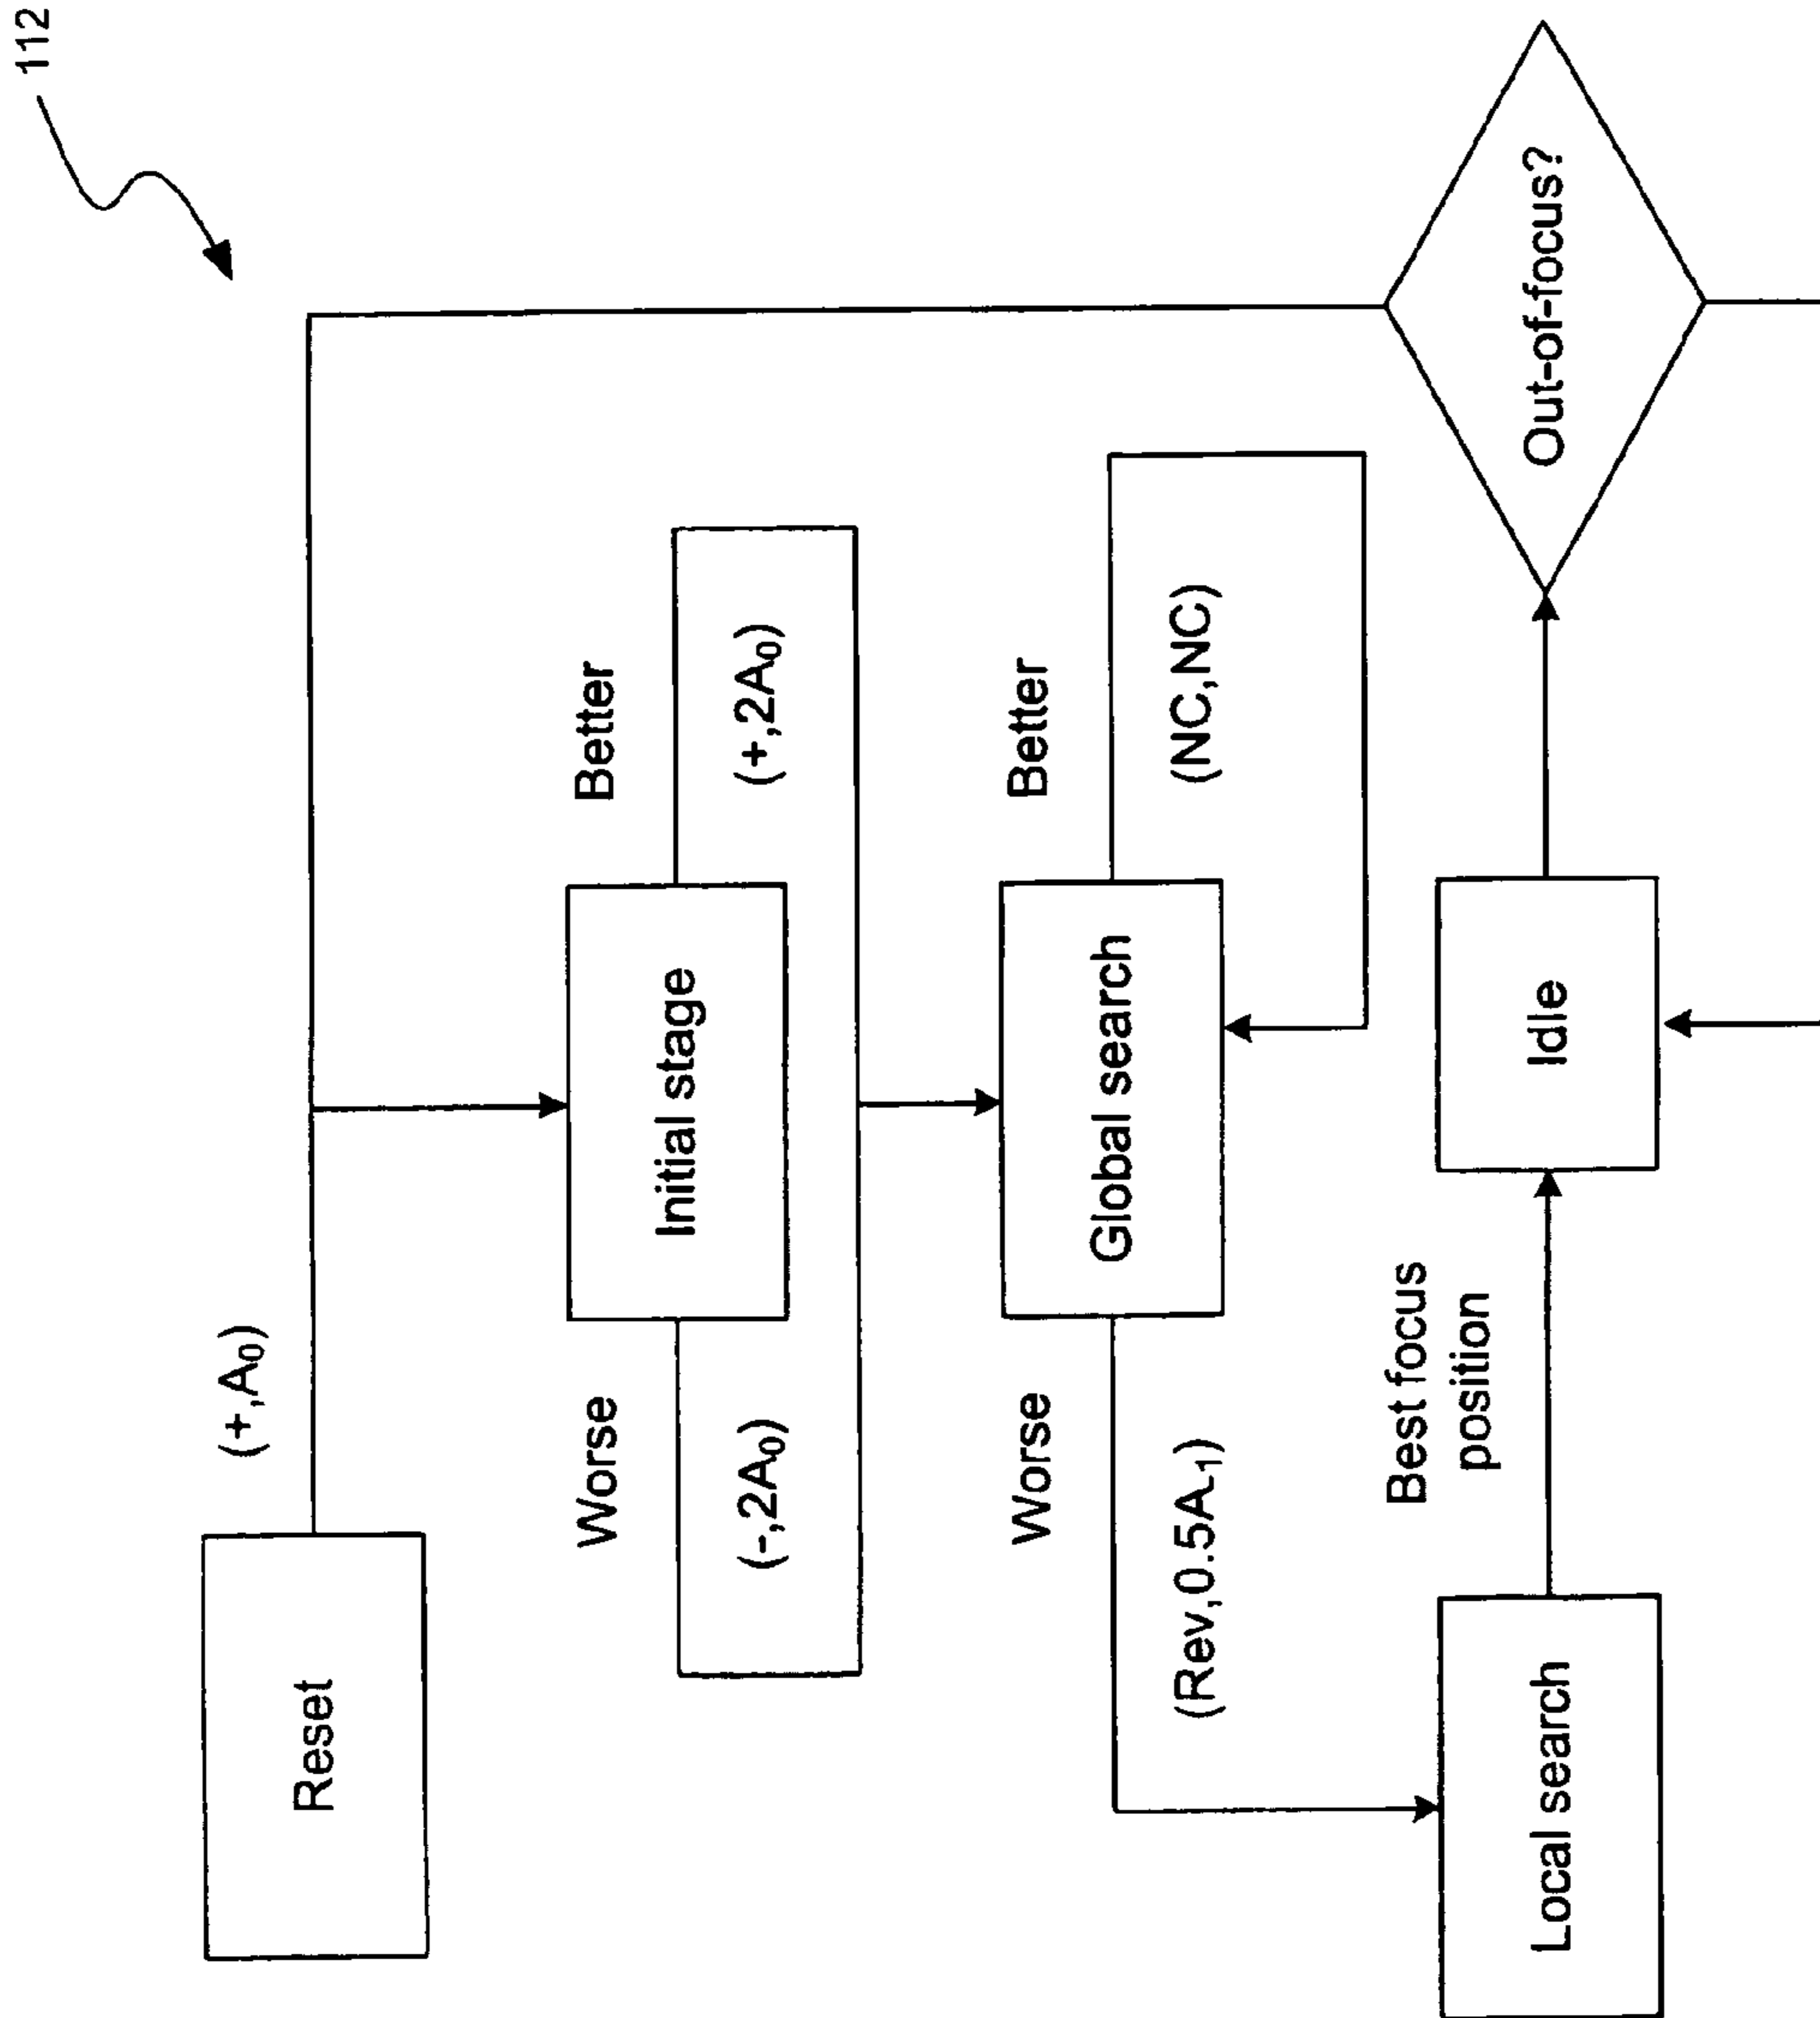 112
Reset
(+,A₀)
Initial stage
Worse
Better
(-,2A₀)
(+,2A₀)
Global search
Worse
Better
(Rev,0.5A₋₁)
(NC,NC)
Local search
Best focus
position
Idle
Out-of-focus?